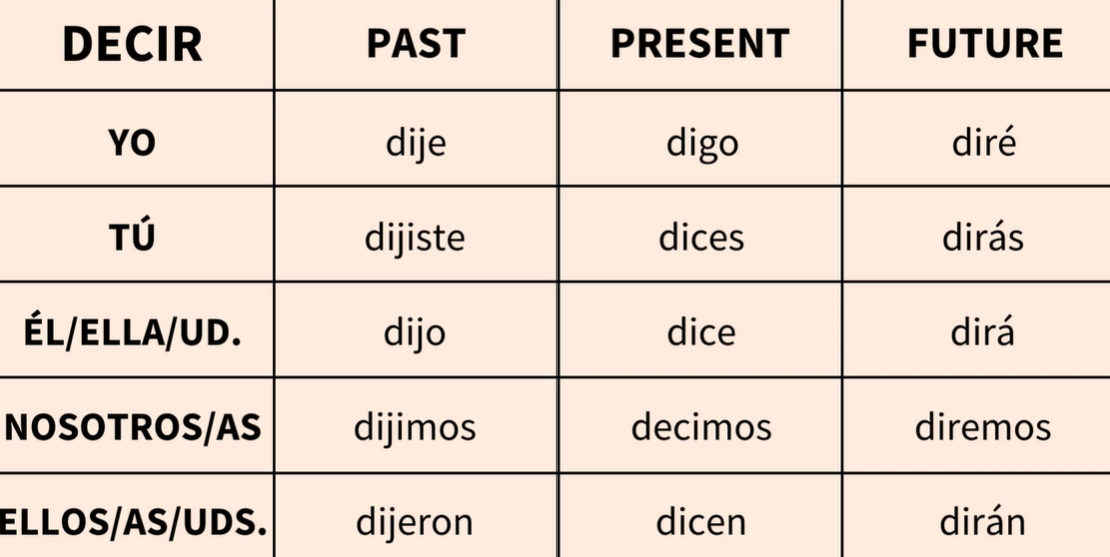 DECIR PAST PRESENT FUTURE
YO dije digo diré
TÚ dijiste dices dirás
ÉL/ELLA/UD. dijo dice dirá
NOSOTROS/AS dijimos decimos diremos
ELLOS/AS/UDS. dijeron dicen dirán